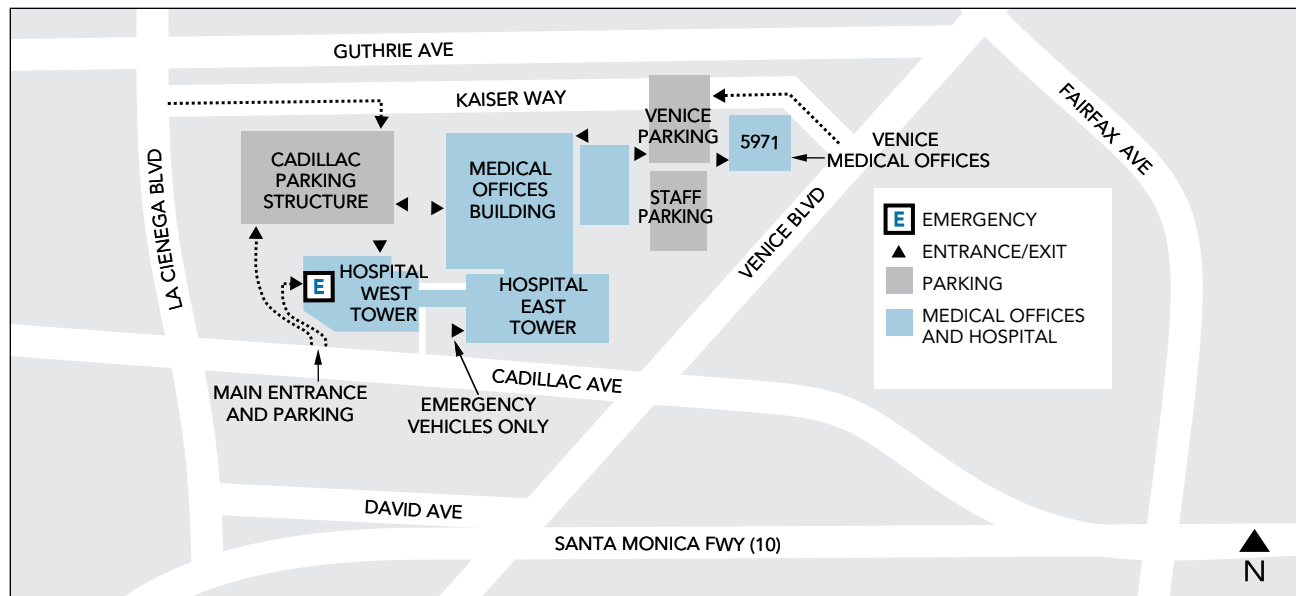 GUTHRIE AVE
KAISER WAY
LA CIENEGA BLVD
CADILLAC
PARKING
STRUCTURE
MEDICAL
OFFICES
BUILDING
VENICE
PARKING
STAFF
PARKING
5971
VENICE
MEDICAL OFFICES
FAIRFAX AVE
VENICE BLVD
E
HOSPITAL
WEST
TOWER
HOSPITAL
EAST
TOWER
E EMERGENCY
ENTRANCE/EXIT
PARKING
MEDICAL OFFICES
AND HOSPITAL
MAIN ENTRANCE
AND PARKING
EMERGENCY
VEHICLES ONLY
CADILLAC AVE
DAVID AVE
SANTA MONICA FWY (10)
N